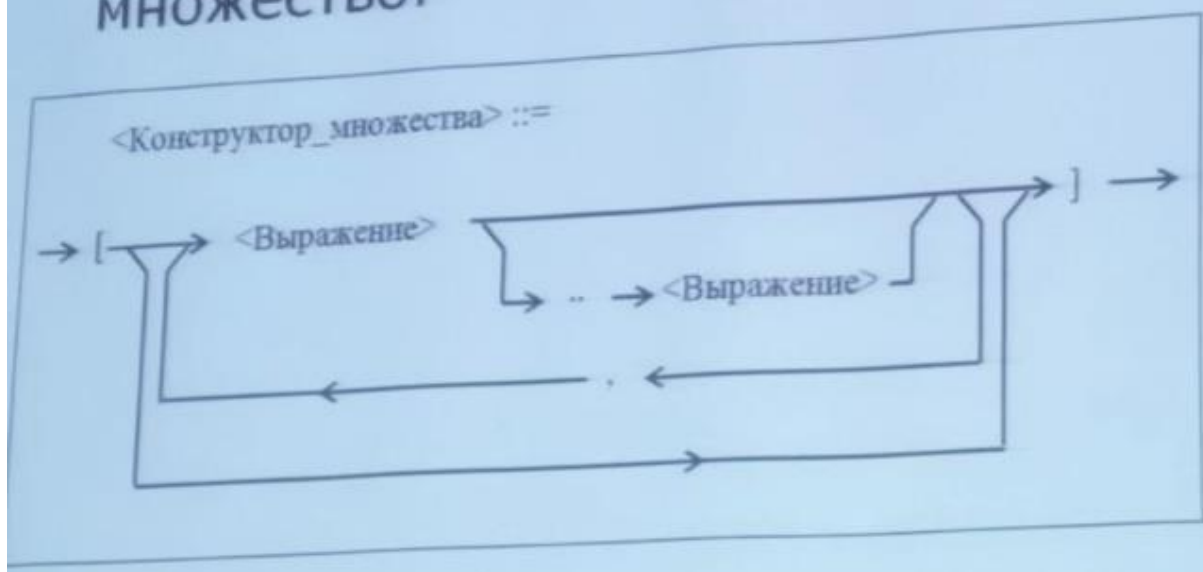 множество.
<Конструктор_множества> ::=
[ <Выражение> ]
.. <Выражение>
,